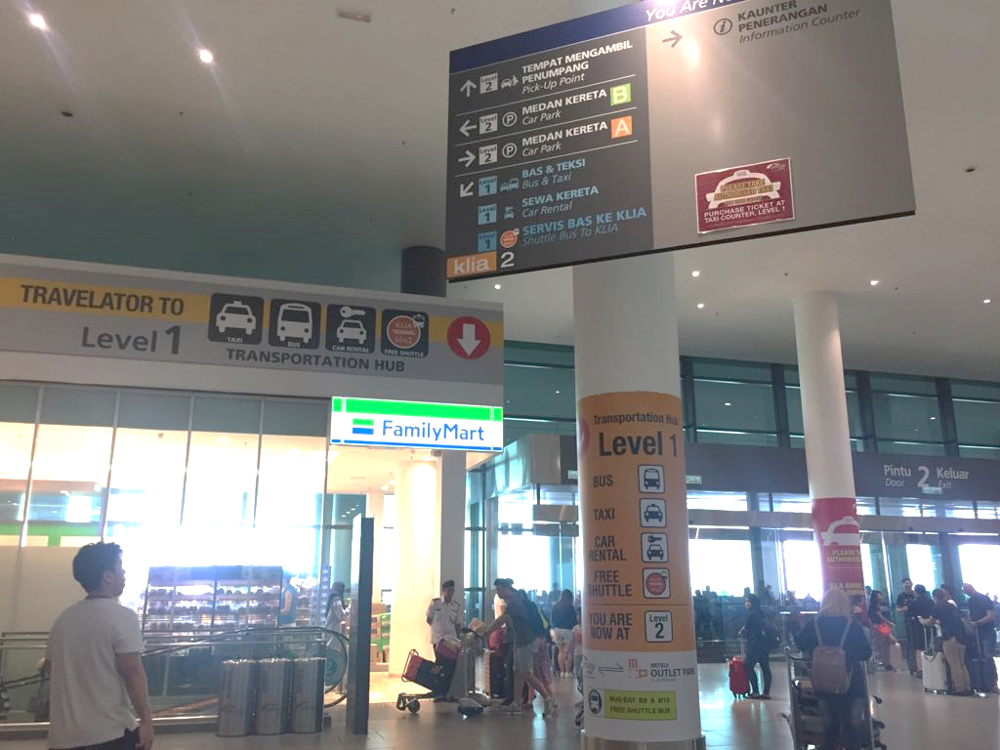 You Are No
KAUNTER
PENERANGAN
Information Counter
Level 2
TEMPAT MENGAMBIL
PENUMPANG
Pick-Up Point
Level 2
P
MEDAN KERETA B
Car Park
Level 2
P
MEDAN KERETA A
Car Park
Level 1
BAS & TEKSI
Bus & Taxi
Level 1
SEWA KERETA
Car Rental
Level 1
SERVIS BAS KE KLIA
Shuttle Bus To KLIA
klia 2
PLEASE TAKE
AUTHORISED TAXI
PURCHASE TICKET AT
TAXI COUNTER, LEVEL 1
TRAVELATOR TO
Level 1
TAXI
BUS
CAR RENTAL
KLIA
klia2
FREE SHUTTLE
TRANSPORTATION HUB
FamilyMart
Transportation Hub
Level 1
BUS
TAXI
CAR
RENTAL
FREE
SHUTTLE
YOU ARE
NOW AT
Level
2
MITSUI
OUTLET PARK
BUS BAY B9 & B10
FREE SHUTTLE BUS
Pintu 2 Keluar
Door Exit
PLEASE
AUTHORISE